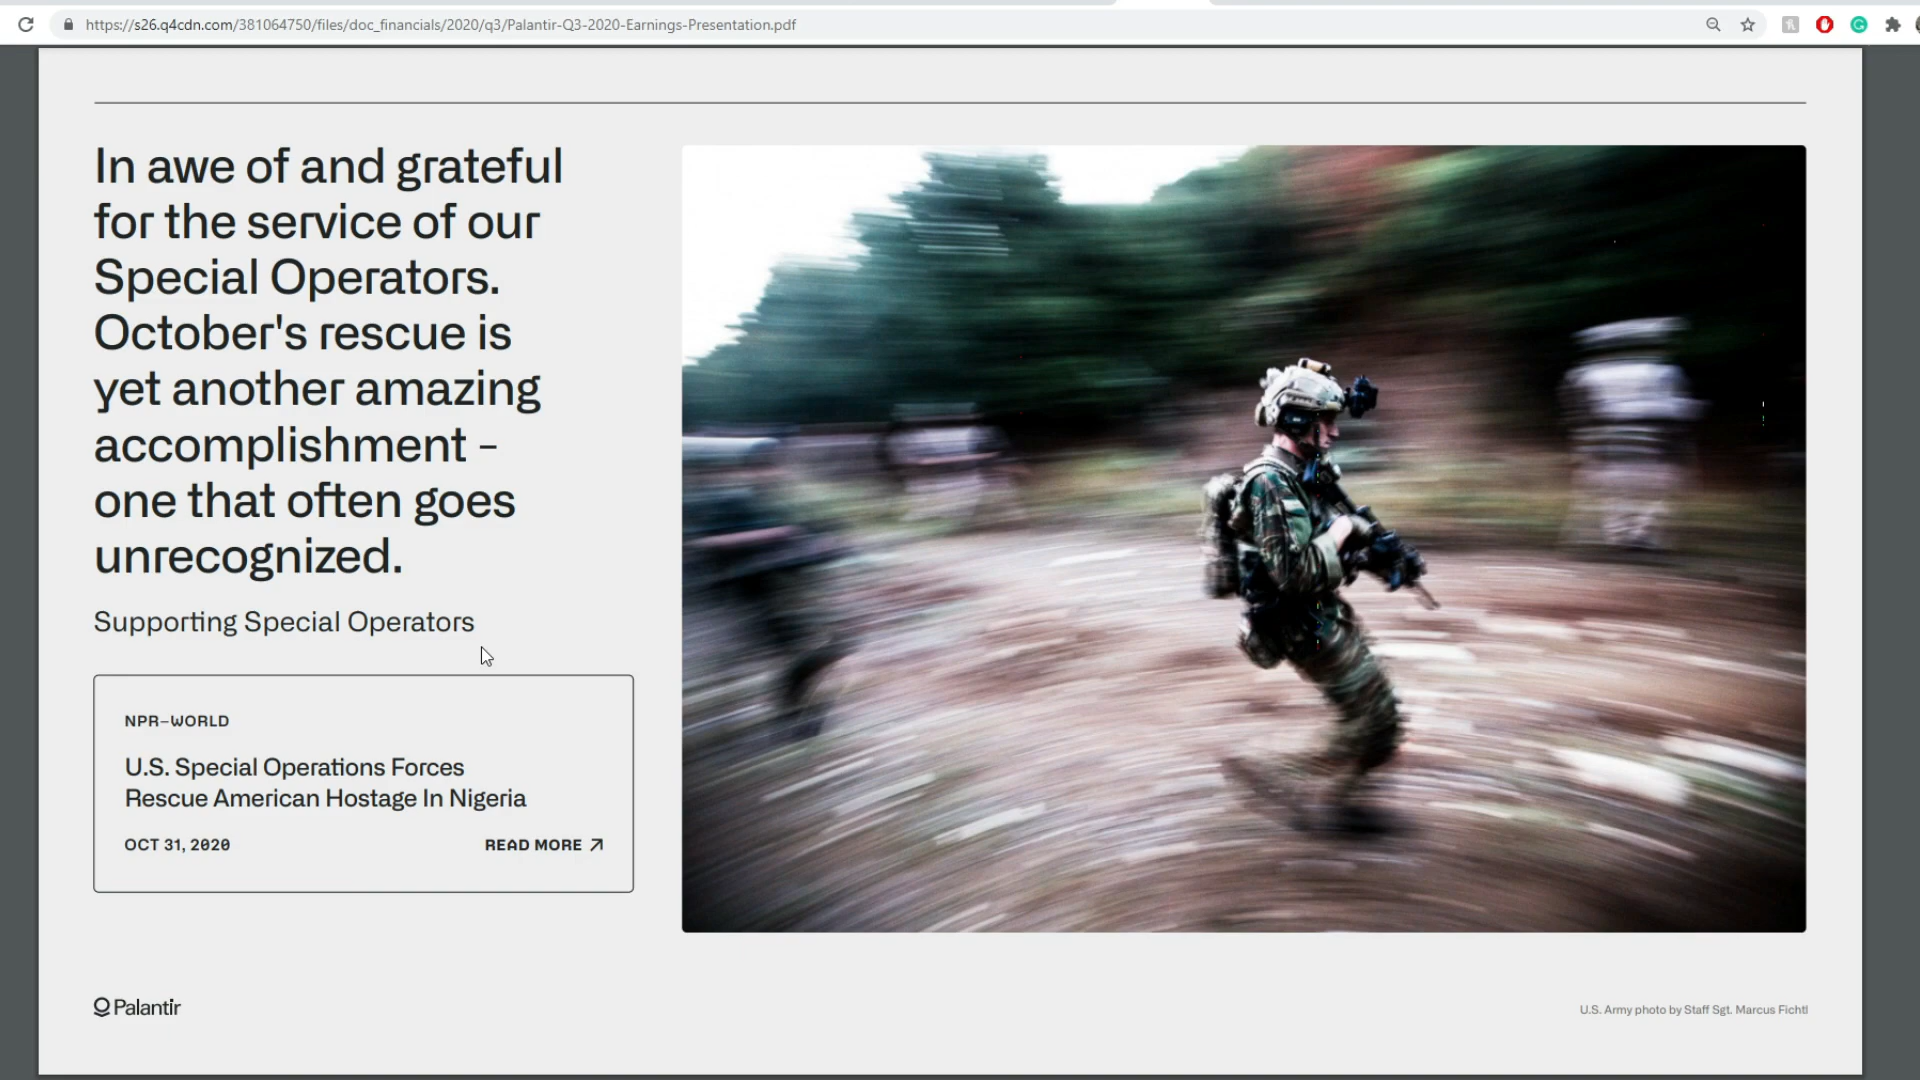 https://s26.q4cdn.com/381064750/files/doc_financials/2020/q3/Palantir-Q3-2020-Earnings-Presentation.pdf
In awe of and grateful
for the service of our
Special Operators.
October's rescue is
yet another amazing
accomplishment –
one that often goes
unrecognized.
Supporting Special Operators
NPR–WORLD
U.S. Special Operations Forces
Rescue American Hostage In Nigeria
OCT 31, 2020
READ MORE
Palantir
U.S. Army photo by Staff Sgt. Marcus Fichtl